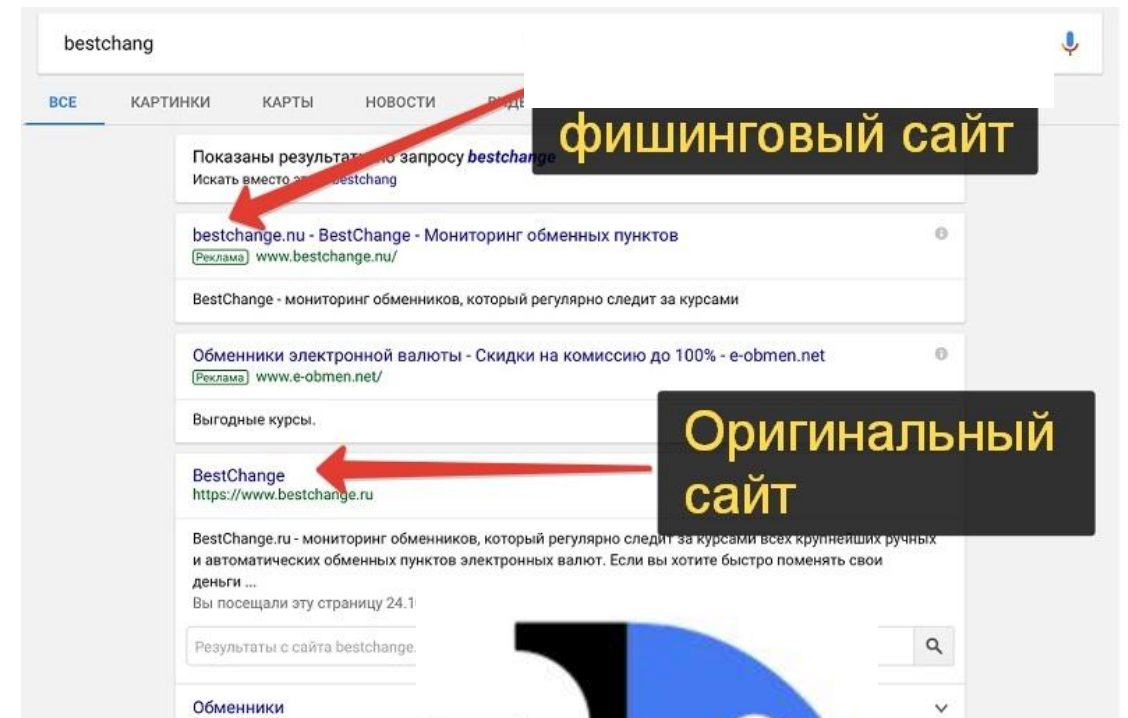 bestchang
ВСЕ КАРТИНКИ КАРТЫ НОВОСТИ
фишинговый сайт
Показаны результаты по запросу bestchange
Искать вместо bestchang
bestchange.nu - BestChange - Мониторинг обменных пунктов
Реклама www.bestchange.nu/
BestChange - мониторинг обменников, который регулярно следит за курсами
Обменники электронной валюты - Скидки на комиссию до 100% - e-obmen.net
Реклама www.e-obmen.net/
Выгодные курсы.
Оригинальный
сайт
BestChange
https://www.bestchange.ru
BestChange.ru - мониторинг обменников, который регулярно следит за курсами всех крупнейших ручных
и автоматических обменных пунктов электронных валют. Если вы хотите быстро поменять свои
деньги ...
Вы посещали эту страницу 24.1
Результаты с сайта bestchange.
Обменники